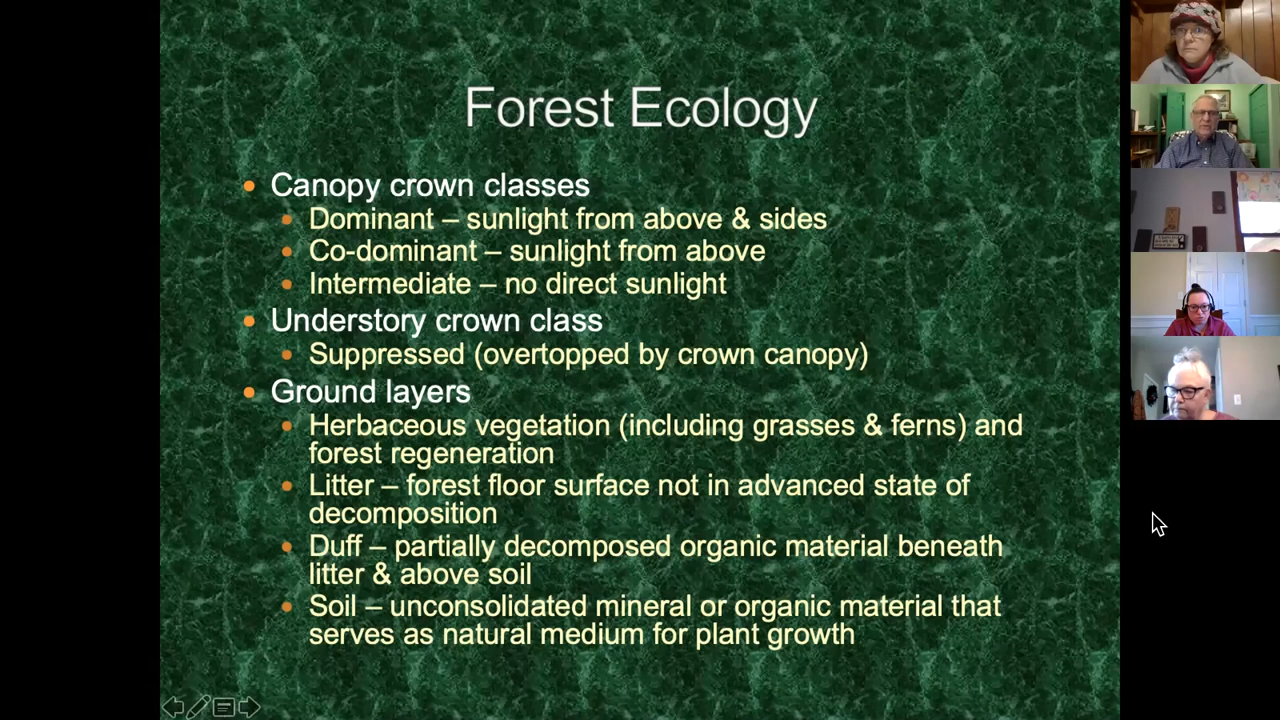 Forest Ecology
Canopy crown classes
Dominant – sunlight from above & sides
Co-dominant – sunlight from above
Intermediate – no direct sunlight
Understory crown class
Suppressed (overtopped by crown canopy)
Ground layers
Herbaceous vegetation (including grasses & ferns) and
forest regeneration
Litter – forest floor surface not in advanced state of
decomposition
Duff – partially decomposed organic material beneath
litter & above soil
Soil – unconsolidated mineral or organic material that
serves as natural medium for plant growth